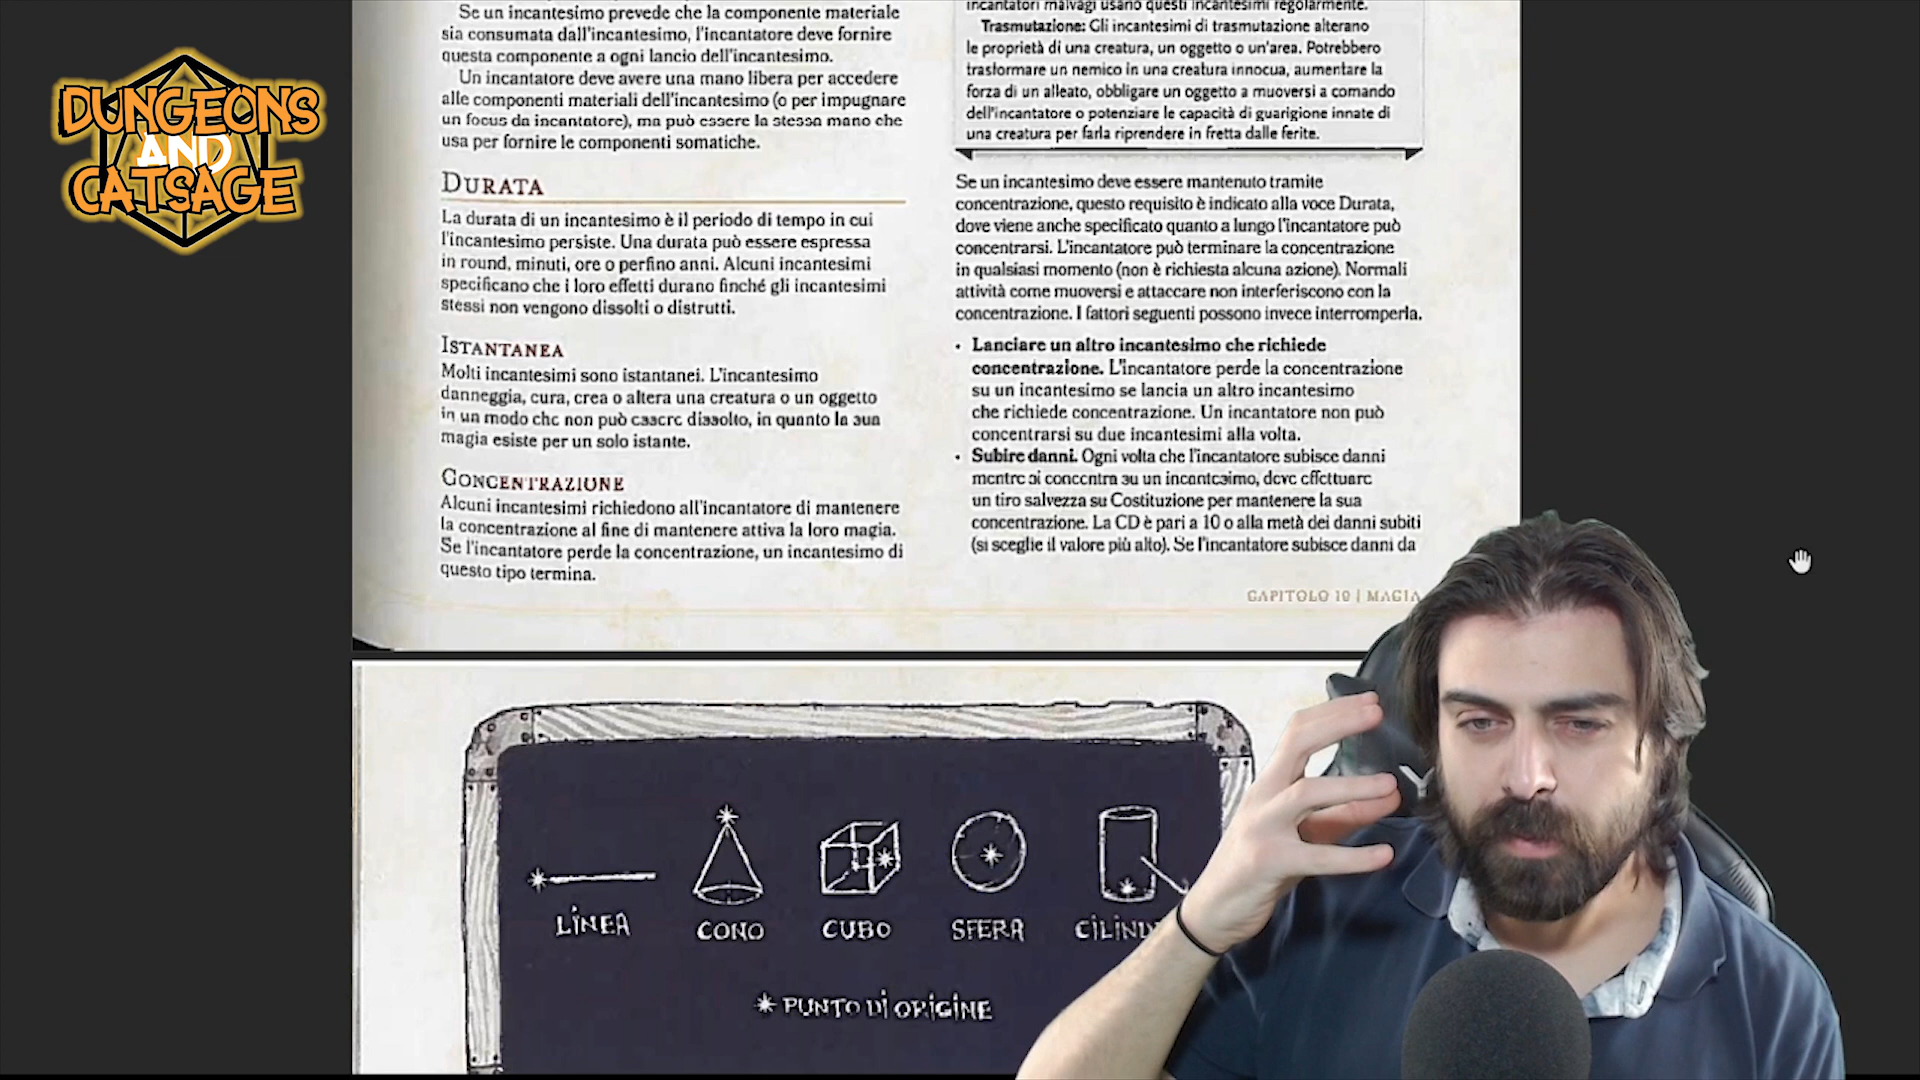 DUNGEONS
AND
CATSAGE
Se un incantesimo prevede che la componente materiale
sia consumata dall'incantesimo, l'incantatore deve fornire
questa componente a ogni lancio dell'incantesimo.
Un incantatore deve avere una mano libera per accedere
alle componenti materiali dell'incantesimo (o per impugnare
un focus da incantatore), ma può essere la stessa mano che
usa per fornire le componenti somatiche.
DURATA
La durata di un incantesimo è il periodo di tempo in cui
l'incantesimo persiste. Una durata può essere espressa
in round, minuti, ore o perfino anni. Alcuni incantesimi
specificano che i loro effetti durano finché gli incantesimi
stessi non vengono dissolti o distrutti.
ISTANTANEA
Molti incantesimi sono istantanei. L'incantesimo
danneggia, cura, crea o altera una creatura o un oggetto
in un modo che non può essere dissolto, in quanto la sua
magia esiste per un solo istante.
CONCENTRAZIONE
Alcuni incantesimi richiedono all'incantatore di mantenere
la concentrazione al fine di mantenere attiva la loro magia.
Se l'incantatore perde la concentrazione, un incantesimo di
questo tipo termina.
incantatori malvagi usano questi incantesimi regolarmente.
Trasmutazione: Gli incantesimi di trasmutazione alterano
le proprietà di una creatura, un oggetto o un'area. Potrebbero
trasformare un nemico in una creatura innocua, aumentare la
forza di un alleato, obbligare un oggetto a muoversi a comando
dell'incantatore o potenziare le capacità di guarigione innate di
una creatura per farla riprendere in fretta dalle ferite.
Se un incantesimo deve essere mantenuto tramite
concentrazione, questo requisito è indicato alla voce Durata,
dove viene anche specificato quanto a lungo l'incantatore può
concentrarsi. L'incantatore può terminare la concentrazione
in qualsiasi momento (non è richiesta alcuna azione). Normali
attività come muoversi e attaccare non interferiscono con la
concentrazione. I fattori seguenti possono invece interromperla.
• Lanciare un altro incantesimo che richiede
concentrazione. L'incantatore perde la concentrazione
su un incantesimo se lancia un altro incantesimo
che richiede concentrazione. Un incantatore non può
concentrarsi su due incantesimi alla volta.
• Subire danni. Ogni volta che l'incantatore subisce danni
mentre si concentra su un incantesimo, deve effettuare
un tiro salvezza su Costituzione per mantenere la sua
concentrazione. La CD è pari a 10 o alla metà dei danni subiti
(si sceglie il valore più alto). Se l'incantatore subisce danni da
CAPITOLO 10 | MAGIA
LINEA
CONO
CUBO
SFERA
CILIND
* PUNTO DI ORIGINE